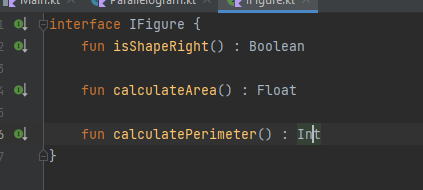 Main.kt Parallelogram.kt IFigure.kt
1 interface IFigure {
2 fun isShapeRight() : Boolean
3
4 fun calculateArea() : Float
5
6 fun calculatePerimeter() : Int
7 }